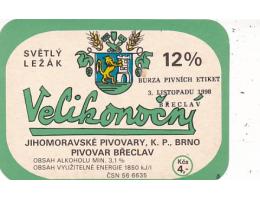 SVĚTLÝ
LEŽÁK
12%
BURZA PIVNÍCH ETIKET
3. LISTOPADU 1998
BŘECLAV
Velikonoční
JIHOMORAVSKÉ PIVOVARY, K. P., BRNO
PIVOVAR BŘECLAV
OBSAH ALKOHOLU MIN. 3,1 %
OBSAH VYUŽITELNÉ ENERGIE 1850 kJ/l
ČSN 56 6635
Kčs
4,-